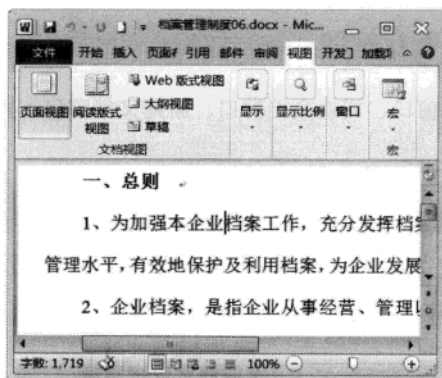 档案管理制度06.docx - Mic...
文件 开始 插入 页面 引用 邮件 审阅 视图 开发 加载
页面视图 阅读版式视图 Web 版式视图 大纲视图 草稿 显示 显示比例 窗口 宏
文档视图 宏
一、总则
1、为加强本企业档案工作，充分发挥档案
管理水平，有效地保护及利用档案，为企业发展
2、企业档案，是指企业从事经营、管理以
字数: 1,719 100%